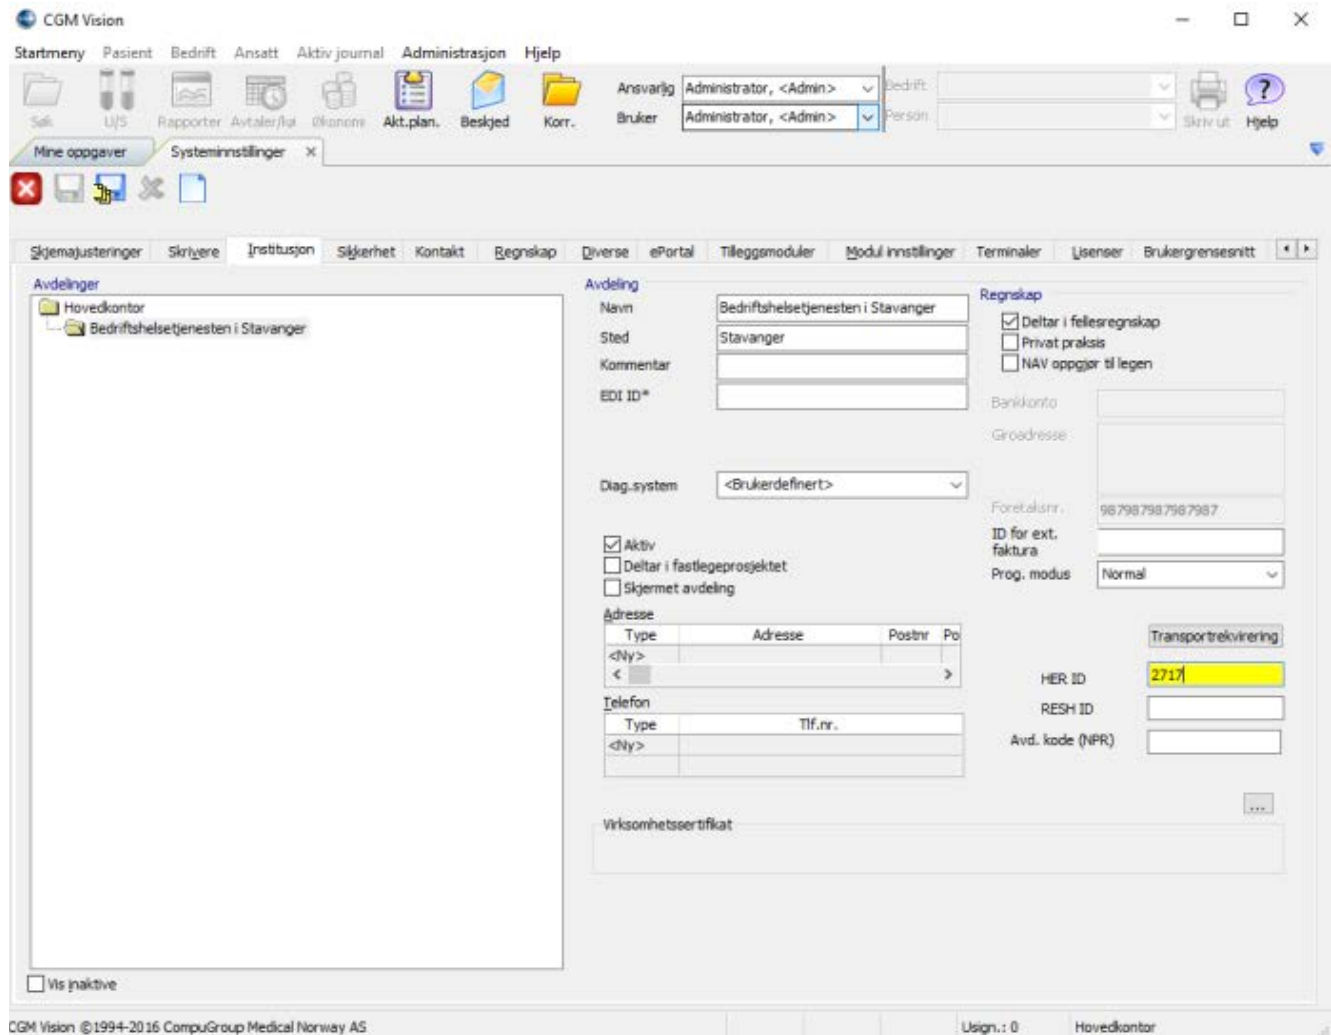 CGM Vision
Startmeny Pasient Bedrift Ansatt Aktiv journal Administrasjon Hjelp
Søk U/S Rapporter Avtaler/kø Økonomi Akt.plan. Beskjed Korr.
Ansvarlig Administrator, <Admin> Bedrift
Bruker Administrator, <Admin> Person
Skriv ut Hjelp
Mine oppgaver Systeminnstillinger
Skjemajusteringer Skrivere Institusjon Sikkerhet Kontakt Regnskap Diverse ePortal Tilleggsmoduler Modul innstillinger Terminaler Lisenser Brukergrensesnitt
Avdelinger
Hovedkontor
Bedriftshelsetjenesten i Stavanger
Vis inaktive
Avdeling
Navn Bedriftshelsetjenesten i Stavanger
Sted Stavanger
Kommentar
EDI ID*
Diag.system <Brukerdefinert>
Aktiv
Deltar i fastlegeprosjektet
Skjermet avdeling
Adresse
Type Adresse Postnr Po
<Ny>
Telefon
Type Tlf.nr.
<Ny>
Virksomhetssertifikat
Regnskap
Deltar i fellesregnskap
Privat praksis
NAV oppgjør til legen
Bankkonto
Giroadresse
Foretaksnr. 987987987987987
ID for ext.
faktura
Prog. modus Normal
Transportrekvirering
HER ID 2717
RESH ID
Avd. kode (NPR)
...
CGM Vision ©1994-2016 CompuGroup Medical Norway AS Usign.: 0 Hovedkontor